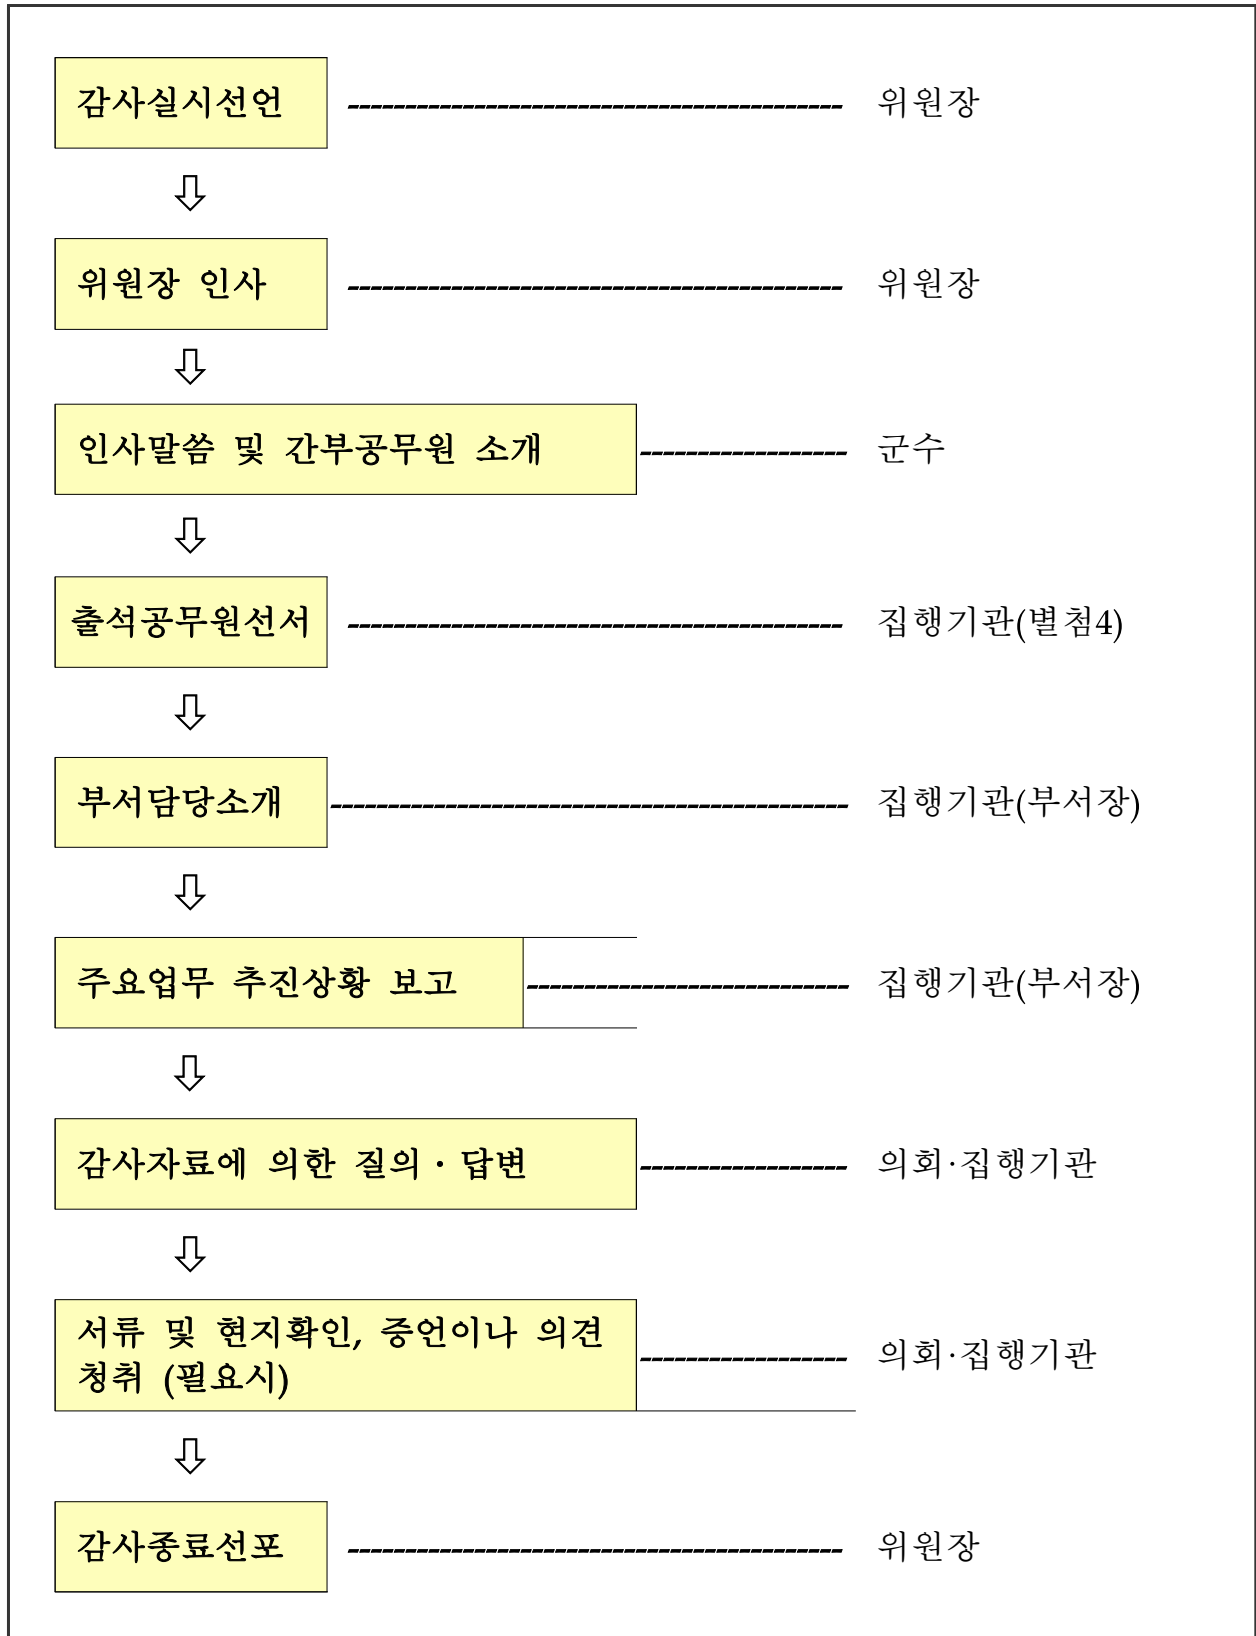 감사실시선언 ------------------------------------------- 위원장
⇩
위원장 인사 ------------------------------------------- 위원장
⇩
인사말씀 및 간부공무원 소개 ------------------ 군수
⇩
출석공무원선서 ------------------------------------------- 집행기관(별첨4)
⇩
부서담당소개 --------------------------------------------- 집행기관(부서장)
⇩
주요업무 추진상황 보고 ---------------------------- 집행기관(부서장)
⇩
감사자료에 의한 질의·답변 ------------------ 의회·집행기관
⇩
서류 및 현지확인, 증언이나 의견
청취 (필요시) ------------------ 의회·집행기관
⇩
감사종료선포 ------------------------------------------- 위원장